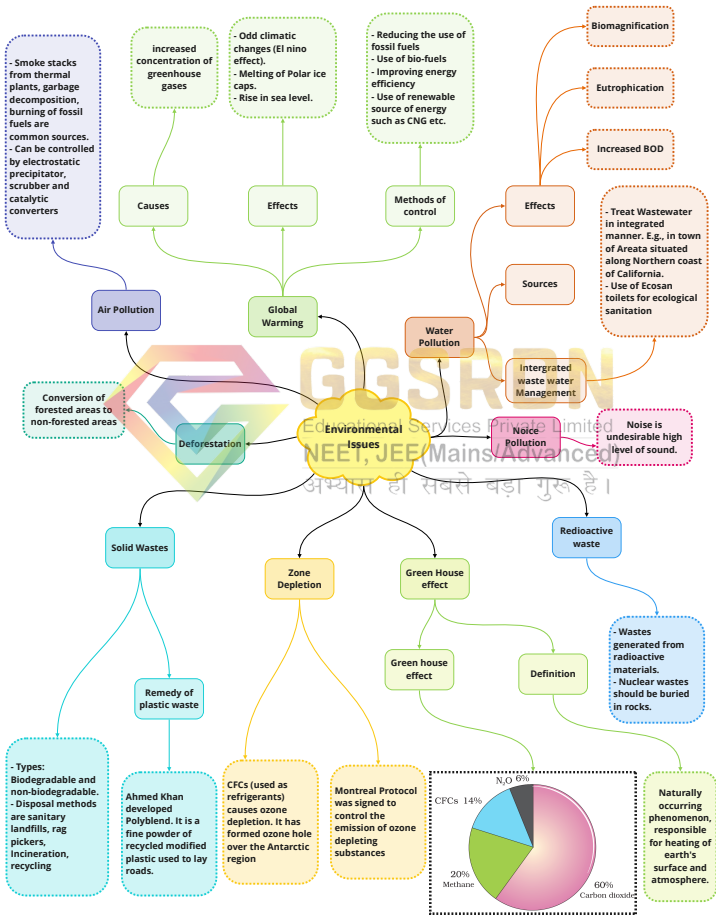 Biomagnification
Eutrophication
Increased BOD
Effects
increased
concentration of
greenhouse
gases
- Odd climatic
changes (El nino
effect).
- Melting of Polar ice
caps.
- Rise in sea level.
- Reducing the use of
fossil fuels
- Use of bio-fuels
- Improving energy
efficiency
- Use of renewable
source of energy
such as CNG etc.
- Smoke stacks
from thermal
plants, garbage
decomposition,
burning of fossil
fuels are
common sources.
- Can be controlled
by electrostatic
precipitator,
scrubber and
catalytic
converters
Causes
Effects
Methods of
control
- Treat Wastewater
in integrated
manner. E.g., in town
of Areata situated
along Northern coast
of California.
- Use of Ecosan
toilets for ecological
sanitation
Sources
Air Pollution
Global
Warming
Water
Pollution
Intergrated
waste water
Management
GGSRDN
Educational Services Private Limited
NEET, JEE(Mains/Advanced)
अभ्यास ही सबसे बड़ा गुरू है।
Conversion of
forested areas to
non-forested areas
Deforestation
Environmental
Issues
Noice
Pollution
Noise is
undesirable high
level of sound.
Solid Wastes
Zone
Depletion
Green House
effect
Redioactive
waste
- Wastes
generated from
radioactive
materials.
- Nuclear wastes
should be buried
in rocks.
Remedy of
plastic waste
Green house
effect
Definition
- Types:
Biodegradable and
non-biodegradable.
- Disposal methods
are sanitary
landfills, rag
pickers,
Incineration,
recycling
Ahmed Khan
developed
Polyblend. It is a
fine powder of
recycled modified
plastic used to lay
roads.
CFCs (used as
refrigerants)
causes ozone
depletion. It has
formed ozone hole
over the Antarctic
region
Montreal Protocol
was signed to
control the
emission of ozone
depleting
substances
N₂O 6%
CFCs 14%
20%
Methane
60%
Carbon dioxide
Naturally
occurring
phenomenon,
responsible
for heating of
earth's
surface and
atmosphere.